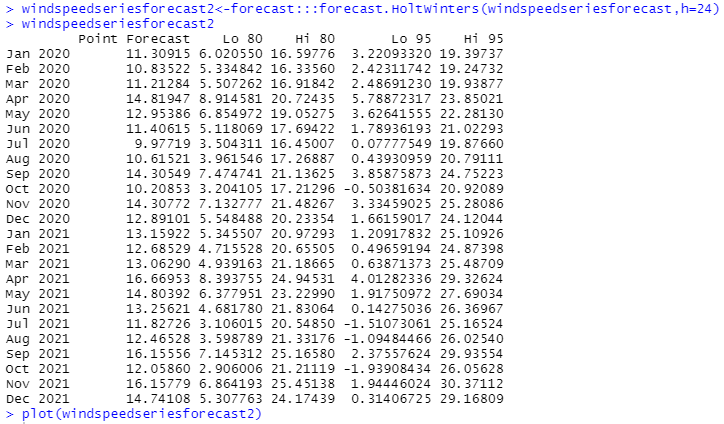 > windspeedseriesforecast2<-forecast:::forecast.HoltWinters(windspeedseriesforecast,h=24)
> windspeedseriesforecast2
         Point Forecast    Lo 80    Hi 80       Lo 95    Hi 95
Jan 2020       11.30915 6.020550 16.59776  3.22093320 19.39737
Feb 2020       10.83522 5.334842 16.33560  2.42311742 19.24732
Mar 2020       11.21284 5.507262 16.91842  2.48691230 19.93877
Apr 2020       14.81947 8.914581 20.72435  5.78872317 23.85021
May 2020       12.95386 6.854972 19.05275  3.62641555 22.28130
Jun 2020       11.40615 5.118069 17.69422  1.78936193 21.02293
Jul 2020        9.97719 3.504311 16.45007  0.07777549 19.87660
Aug 2020       10.61521 3.961546 17.26887  0.43930959 20.79111
Sep 2020       14.30549 7.474741 21.13625  3.85875873 24.75223
Oct 2020       10.20853 3.204105 17.21296 -0.50381634 20.92089
Nov 2020       14.30772 7.132777 21.48267  3.33459025 25.28086
Dec 2020       12.89101 5.548488 20.23354  1.66159017 24.12044
Jan 2021       13.15922 5.345507 20.97293  1.20917832 25.10926
Feb 2021       12.68529 4.715528 20.65505  0.49659194 24.87398
Mar 2021       13.06290 4.939163 21.18665  0.63871373 25.48709
Apr 2021       16.66953 8.393755 24.94531  4.01282336 29.32624
May 2021       14.80392 6.377951 23.22990  1.91750972 27.69034
Jun 2021       13.25621 4.681780 21.83064  0.14275036 26.36967
Jul 2021       11.82726 3.106015 20.54850 -1.51073061 25.16524
Aug 2021       12.46528 3.598789 21.33176 -1.09484466 26.02540
Sep 2021       16.15556 7.145312 25.16580  2.37557624 29.93554
Oct 2021       12.05860 2.906006 21.21119 -1.93908434 26.05628
Nov 2021       16.15779 6.864193 25.45138  1.94446024 30.37112
Dec 2021       14.74108 5.307763 24.17439  0.31406725 29.16809
> plot(windspeedseriesforecast2)